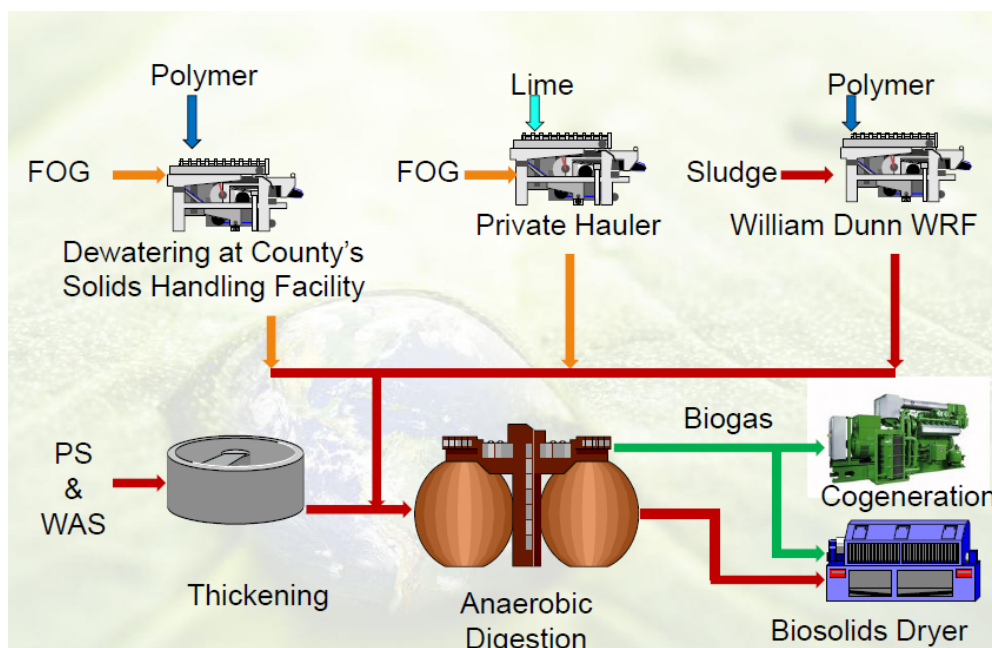 Polymer
Lime
Polymer
FOG
FOG
Sludge
Dewatering at County's
Solids Handling Facility
Private Hauler
William Dunn WRF
Biogas
PS
&
WAS
Cogeneration
Thickening
Anaerobic
Digestion
Biosolids Dryer